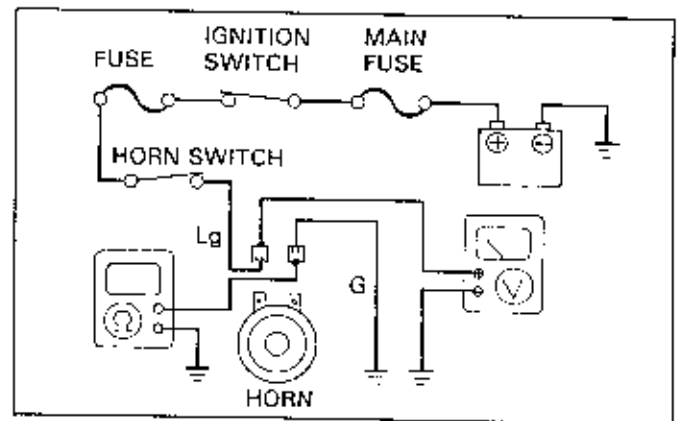 FUSE
IGNITION
SWITCH
MAIN
FUSE
HORN SWITCH
Lg
G
Ω
V
HORN